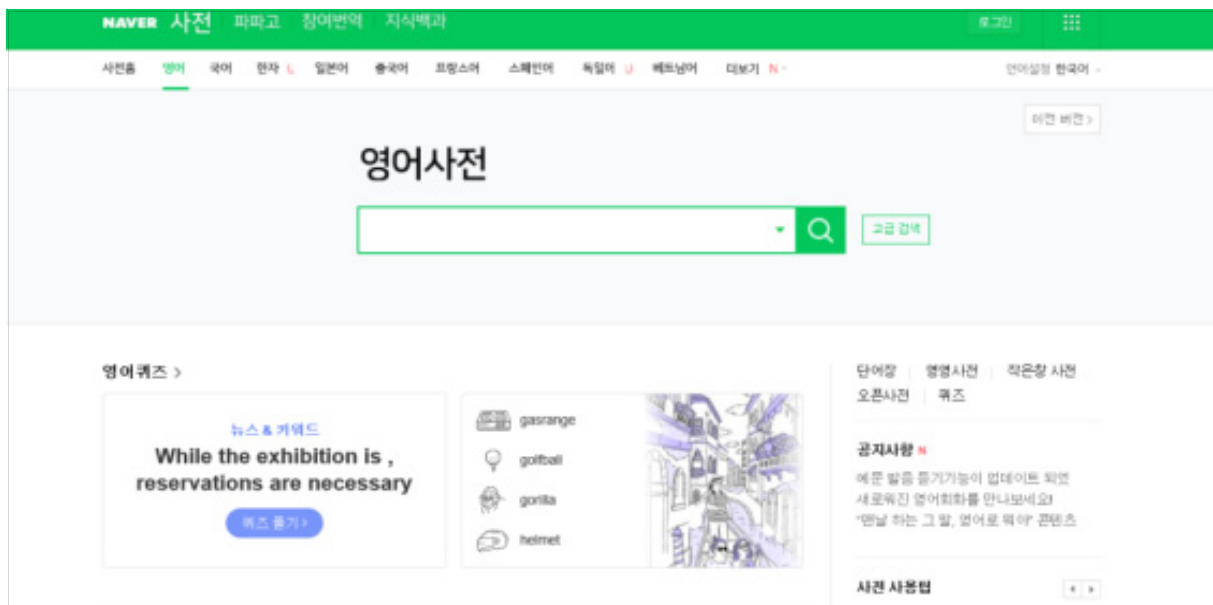 NAVER 사전 파파고 참여번역 지식백과 로그인
사전홈 영어 국어 한자 U 일본어 중국어 프랑스어 스페인어 독일어 U 베트남어 더보기 N 언어설정 한국어
이전 버전 >
영어사전
고급 검색
영어퀴즈 >
뉴스 & 키워드
While the exhibition is ,
reservations are necessary
퀴즈 풀기 >
gasrange
golfball
gorilla
helmet
단어장 영영사전 작은창 사전
오픈사전 퀴즈
공지사항 N
예문 발음 듣기기능이 업데이트 되었
새로워진 영어회화를 만나보세요!
"맨날 하는 그 말, 영어로 뭐야" 콘텐츠
사전 사용팁